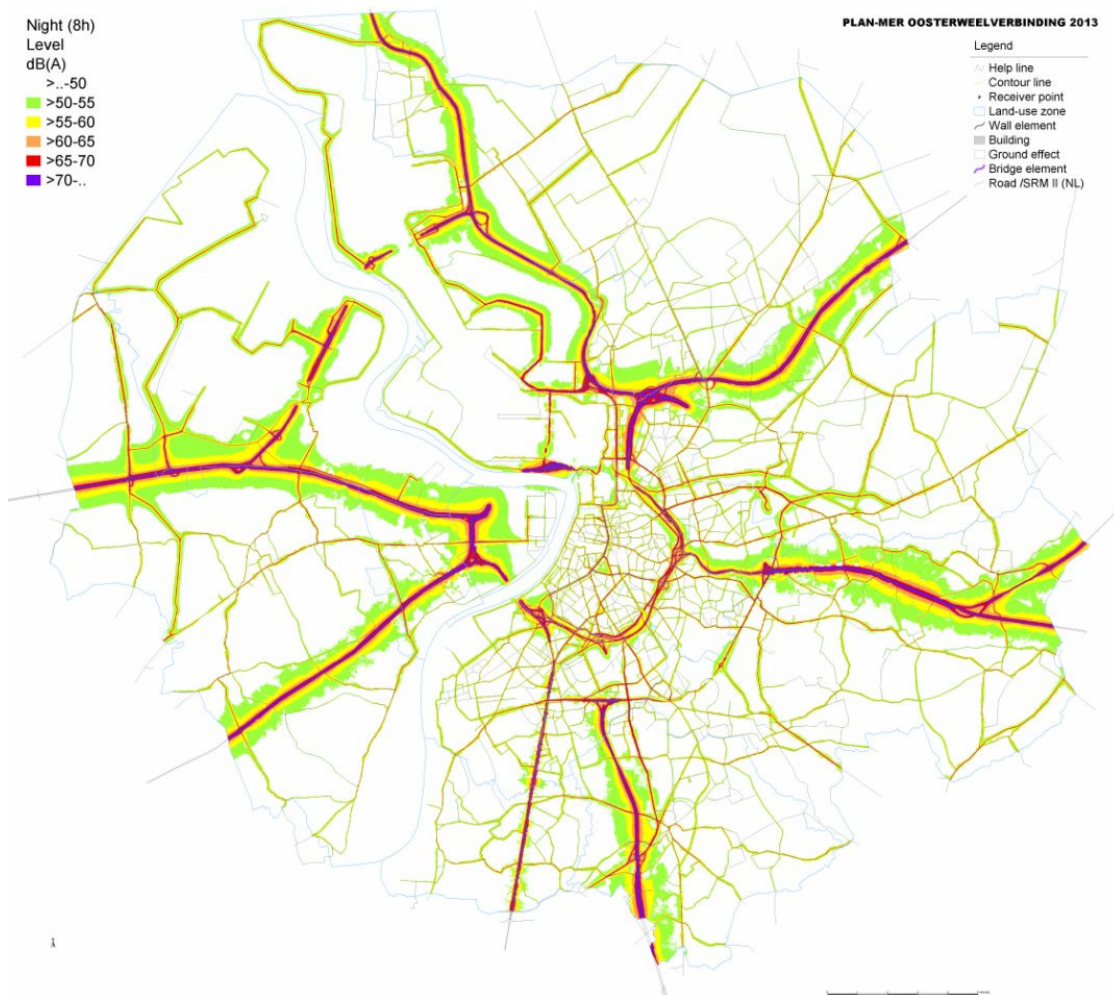 Night (8h)
Level
dB(A)
>..-50
>50-55
>55-60
>60-65
>65-70
>70-..
PLAN-MER OOSTERWEELVERBINDING 2013
Legend
Help line
Contour line
Receiver point
Land-use zone
Wall element
Building
Ground effect
Bridge element
Road /SRM II (NL)